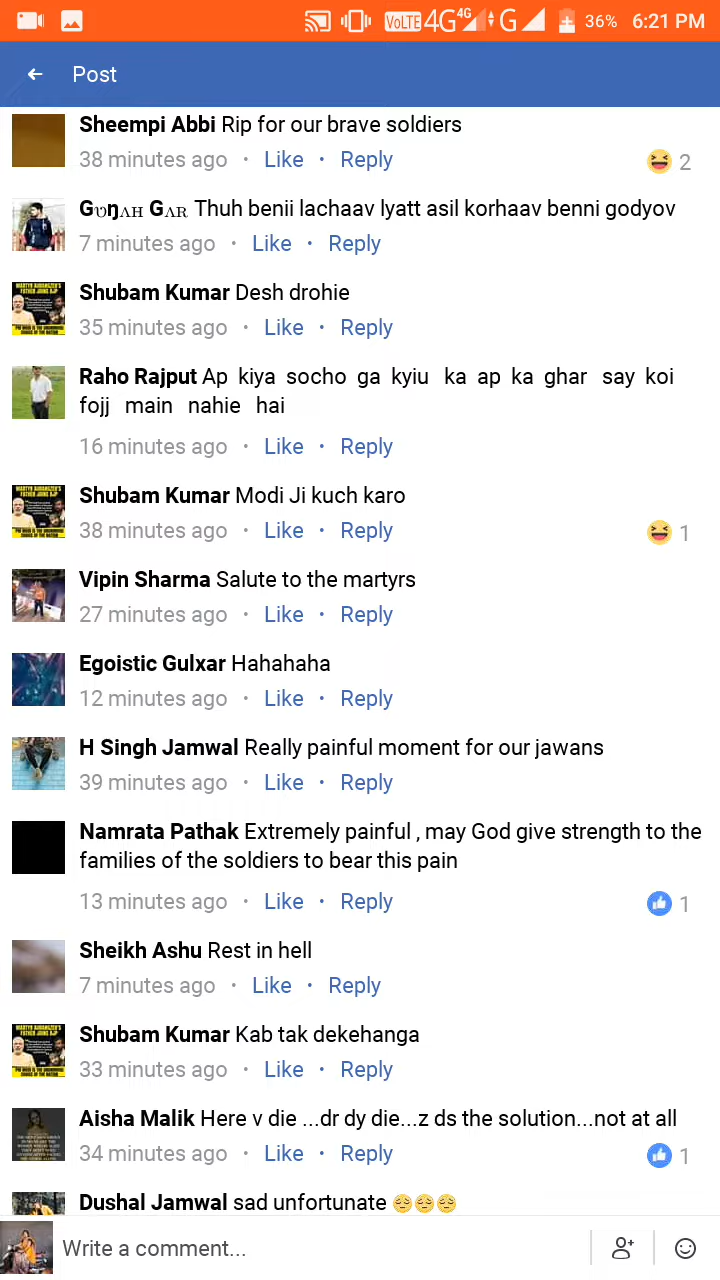 VoLTE 4G 4G G 36% 6:21 PM
Post
Sheempi Abbi Rip for our brave soldiers
38 minutes ago · Like · Reply 2
Gʋŋʌʜ Gʌʀ Thuh benii lachaav lyatt asil korhaav benni godyov
7 minutes ago · Like · Reply
Shubam Kumar Desh drohie
35 minutes ago · Like · Reply
Raho Rajput Ap kiya socho ga kyiu ka ap ka ghar say koi
fojj main nahie hai
16 minutes ago · Like · Reply
Shubam Kumar Modi Ji kuch karo
38 minutes ago · Like · Reply 1
Vipin Sharma Salute to the martyrs
27 minutes ago · Like · Reply
Egoistic Gulxar Hahahaha
12 minutes ago · Like · Reply
H Singh Jamwal Really painful moment for our jawans
39 minutes ago · Like · Reply
Namrata Pathak Extremely painful , may God give strength to the
families of the soldiers to bear this pain
13 minutes ago · Like · Reply 1
Sheikh Ashu Rest in hell
7 minutes ago · Like · Reply
Shubam Kumar Kab tak dekehanga
33 minutes ago · Like · Reply
Aisha Malik Here v die ...dr dy die...z ds the solution...not at all
34 minutes ago · Like · Reply 1
Dushal Jamwal sad unfortunate 😌😌😌
Write a comment...